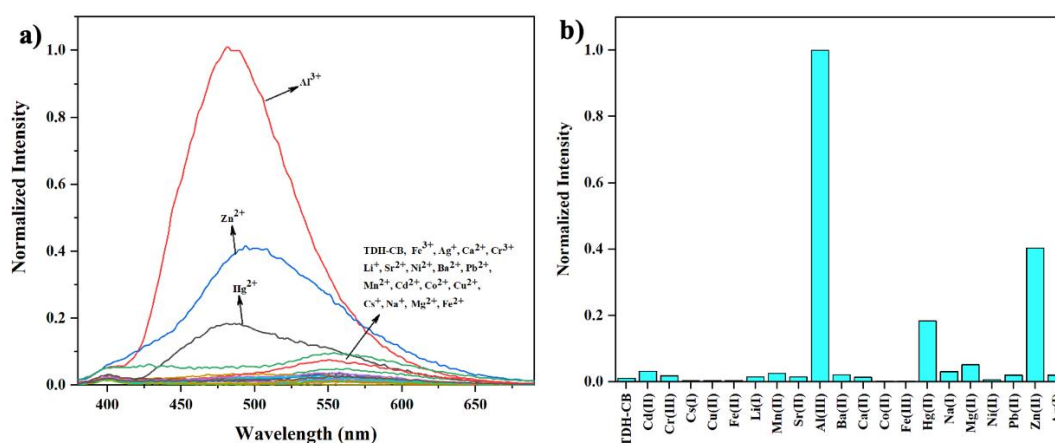 a)
Normalized Intensity
1.0
0.8
0.6
0.4
0.2
0.0
Al3+
Zn2+
Hg2+
TDH-CB, Fe3+, Ag+, Ca2+, Cr3+
Li+, Sr2+, Ni2+, Ba2+, Pb2+,
Mn2+, Cd2+, Co2+, Cu2+,
Cs+, Na+, Mg2+, Fe2+
400 450 500 550 600 650
Wavelength (nm)
b)
Normalized Intensity
1.0
0.8
0.6
0.4
0.2
0.0
TDH-CB
Cd(II)
Cr(III)
Cs(I)
Cu(II)
Fe(II)
Li(I)
Mn(II)
Sr(II)
Al(III)
Ba(II)
Ca(II)
Co(II)
Fe(III)
Hg(II)
Na(I)
Mg(II)
Ni(II)
Pb(II)
Zn(II)